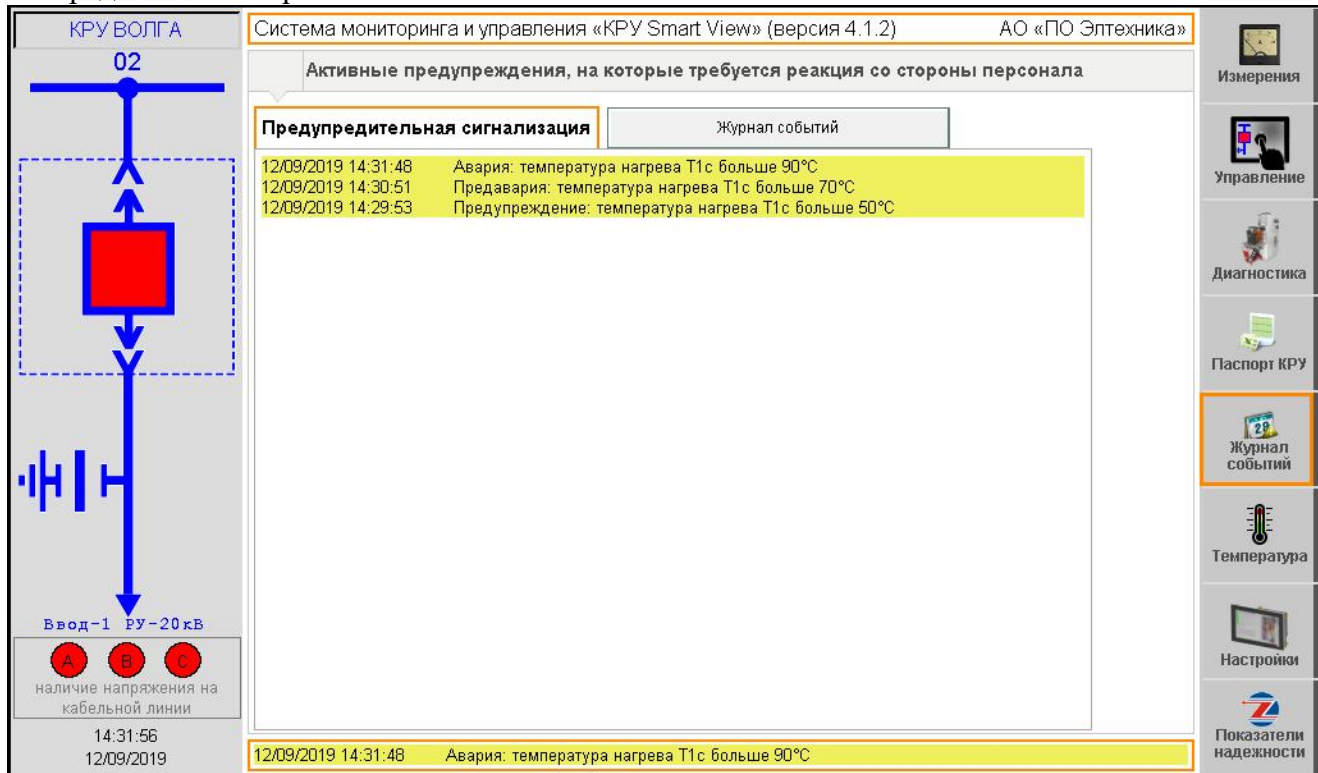 КРУ ВОЛГА
02
Ввод-1 РУ-20кВ
A B C
наличие напряжения на
кабельной линии
14:31:56
12/09/2019
Система мониторинга и управления «КРУ Smart View» (версия 4.1.2) АО «ПО Элтехника»
Активные предупреждения, на которые требуется реакция со стороны персонала
Предупредительная сигнализация Журнал событий
12/09/2019 14:31:48 Авария: температура нагрева Т1с больше 90°С
12/09/2019 14:30:51 Предавария: температура нагрева Т1с больше 70°С
12/09/2019 14:29:53 Предупреждение: температура нагрева Т1с больше 50°С
12/09/2019 14:31:48 Авария: температура нагрева Т1с больше 90°С
Измерения
Управление
Диагностика
Паспорт КРУ
Журнал
событий
Температура
Настройки
Показатели
надежности